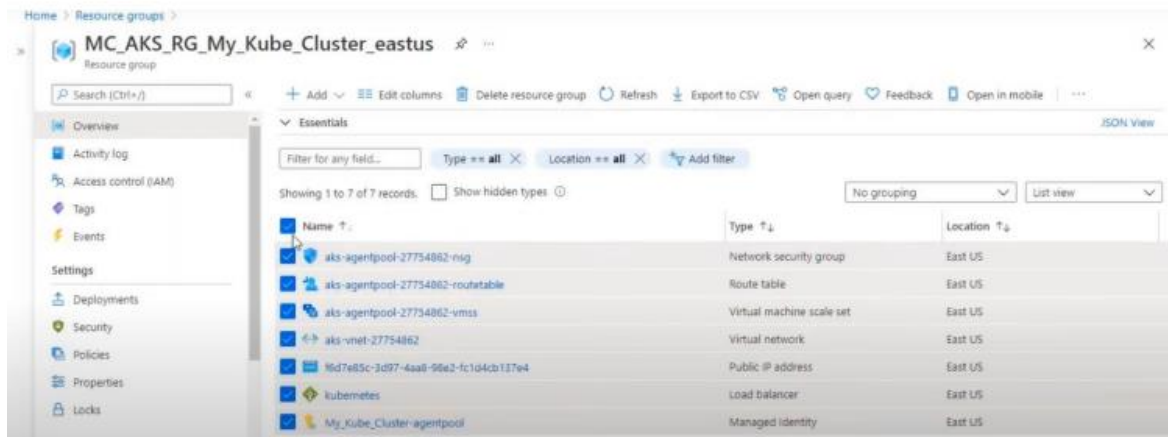 Home > Resource groups >
MC_AKS_RG_My_Kube_Cluster_eastus
Resource group
Search (Ctrl+/)
Overview
Activity log
Access control (IAM)
Tags
Events
Settings
Deployments
Security
Policies
Properties
Locks
Add Edit columns Delete resource group Refresh Export to CSV Open query Feedback Open in mobile
Essentials JSON View
Filter for any field... Type == all Location == all Add filter
Showing 1 to 7 of 7 records. Show hidden types No grouping List view
Name Type Location
aks-agentpool-27754862-nsg Network security group East US
aks-agentpool-27754862-routetable Route table East US
aks-agentpool-27754862-vmss Virtual machine scale set East US
aks-vnet-27754862 Virtual network East US
f6d7e85c-3d97-4aa8-96e2-fc1d4cb137e4 Public IP address East US
kubernetes Load balancer East US
My_Kube_Cluster-agentpool Managed Identity East US